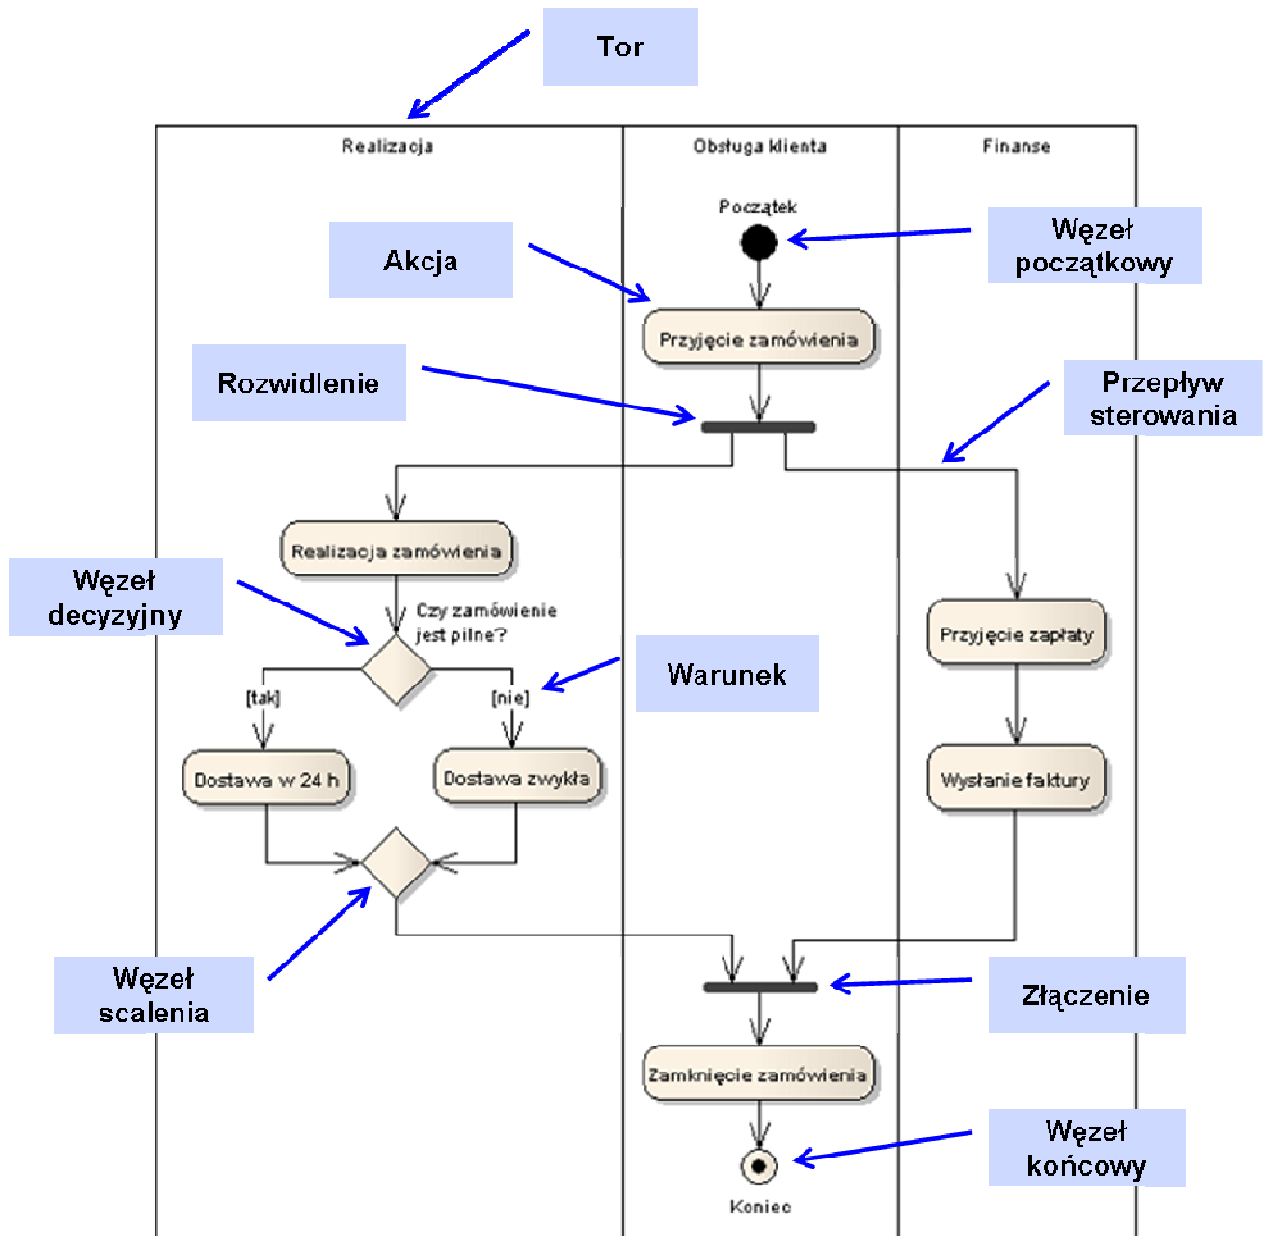 Tor
Realizacja
Obsługa klienta
Finanse
Początek
Węzeł
początkowy
Akcja
Przyjęcie zamówienia
Rozwidlenie
Przepływ
sterowania
Realizacja zamówienia
Węzeł
decyzyjny
Czy zamówienie
jest pilne?
Przyjęcie zapłaty
Warunek
[tak]
[nie]
Dostawa w 24 h
Dostawa zwykła
Wysłanie faktury
Węzeł
scalenia
Złączenie
Zamknięcie zamówienia
Węzeł
końcowy
Koniec